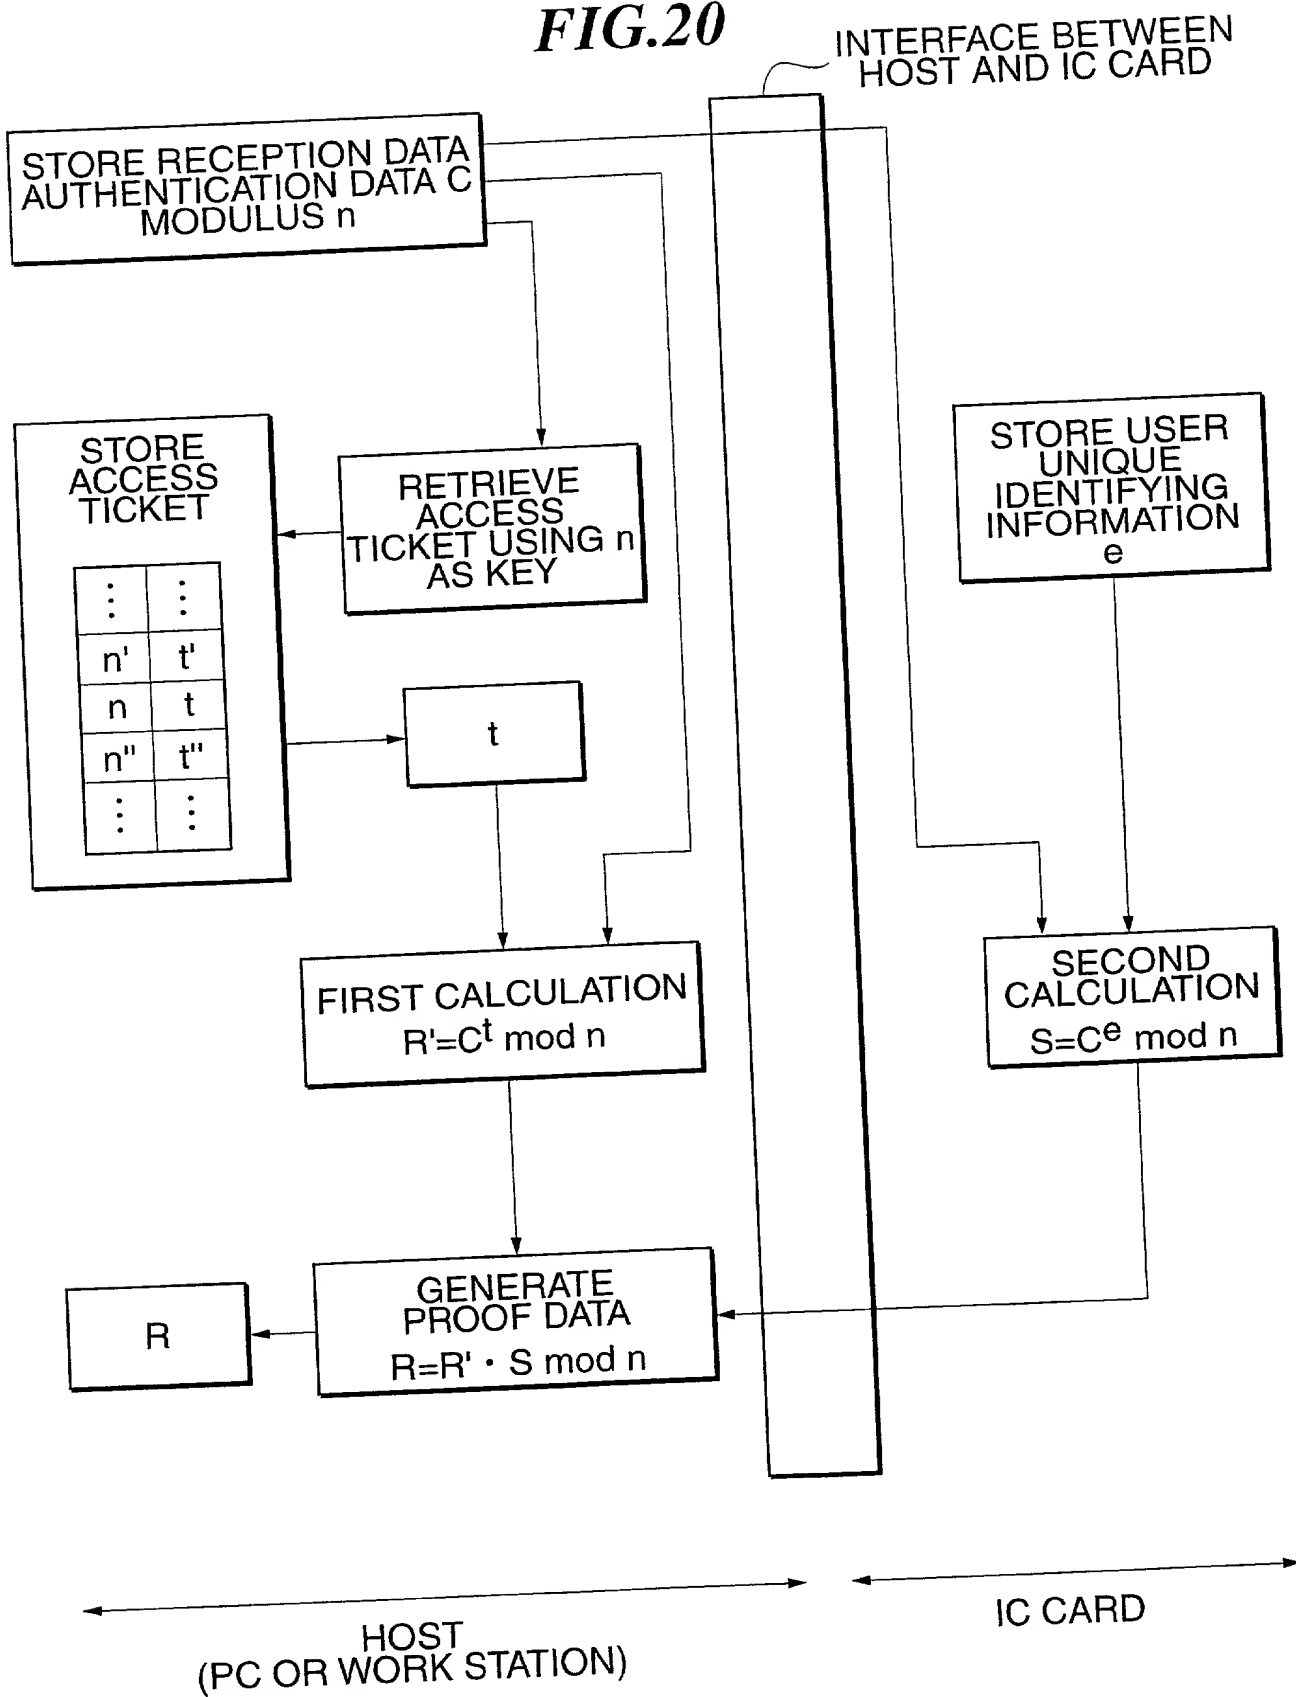 FIG.20
INTERFACE BETWEEN
HOST AND IC CARD
STORE RECEPTION DATA
AUTHENTICATION DATA C
MODULUS n
STORE
ACCESS
TICKET
n' t'
n t
n" t"
RETRIEVE
ACCESS
TICKET USING n
AS KEY
STORE USER
UNIQUE
IDENTIFYING
INFORMATION
e
t
FIRST CALCULATION
R'=C^t mod n
SECOND
CALCULATION
S=C^e mod n
GENERATE
PROOF DATA
R=R' · S mod n
R
HOST
(PC OR WORK STATION)
IC CARD